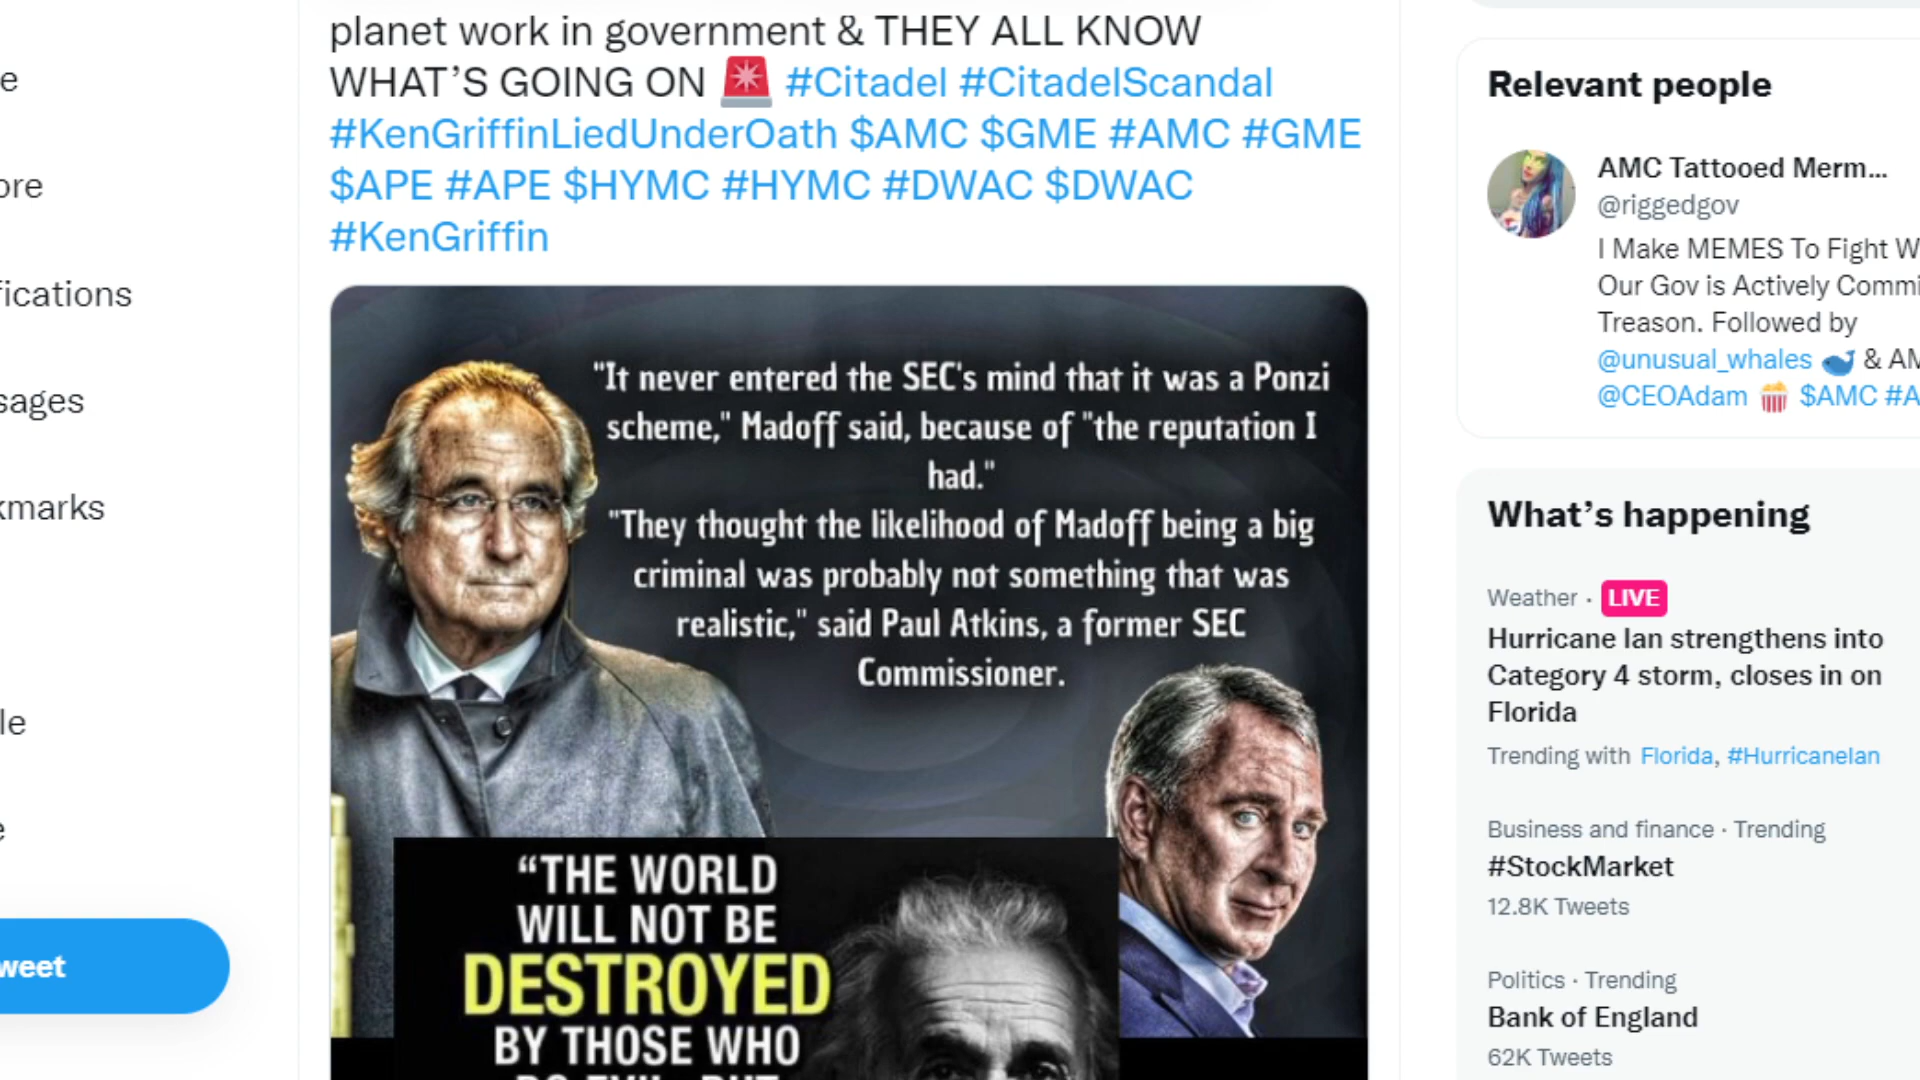 planet work in government & THEY ALL KNOW
WHAT’S GOING ON 🚨 #Citadel #CitadelScandal
#KenGriffinLiedUnderOath $AMC $GME #AMC #GME
$APE #APE $HYMC #HYMC #DWAC $DWAC
#KenGriffin
"It never entered the SEC's mind that it was a Ponzi
scheme," Madoff said, because of "the reputation I
had."
"They thought the likelihood of Madoff being a big
criminal was probably not something that was
realistic," said Paul Atkins, a former SEC
Commissioner.
“THE WORLD
WILL NOT BE
DESTROYED
BY THOSE WHO
e
ore
fications
sages
kmarks
le
e
weet
Relevant people
AMC Tattooed Merm...
@riggedgov
I Make MEMES To Fight W
Our Gov is Actively Commi
Treason. Followed by
@unusual_whales 🐳 & AM
@CEOAdam 🍿 $AMC #A
What’s happening
Weather · LIVE
Hurricane Ian strengthens into
Category 4 storm, closes in on
Florida
Trending with Florida, #HurricaneIan
Business and finance · Trending
#StockMarket
12.8K Tweets
Politics · Trending
Bank of England
62K Tweets